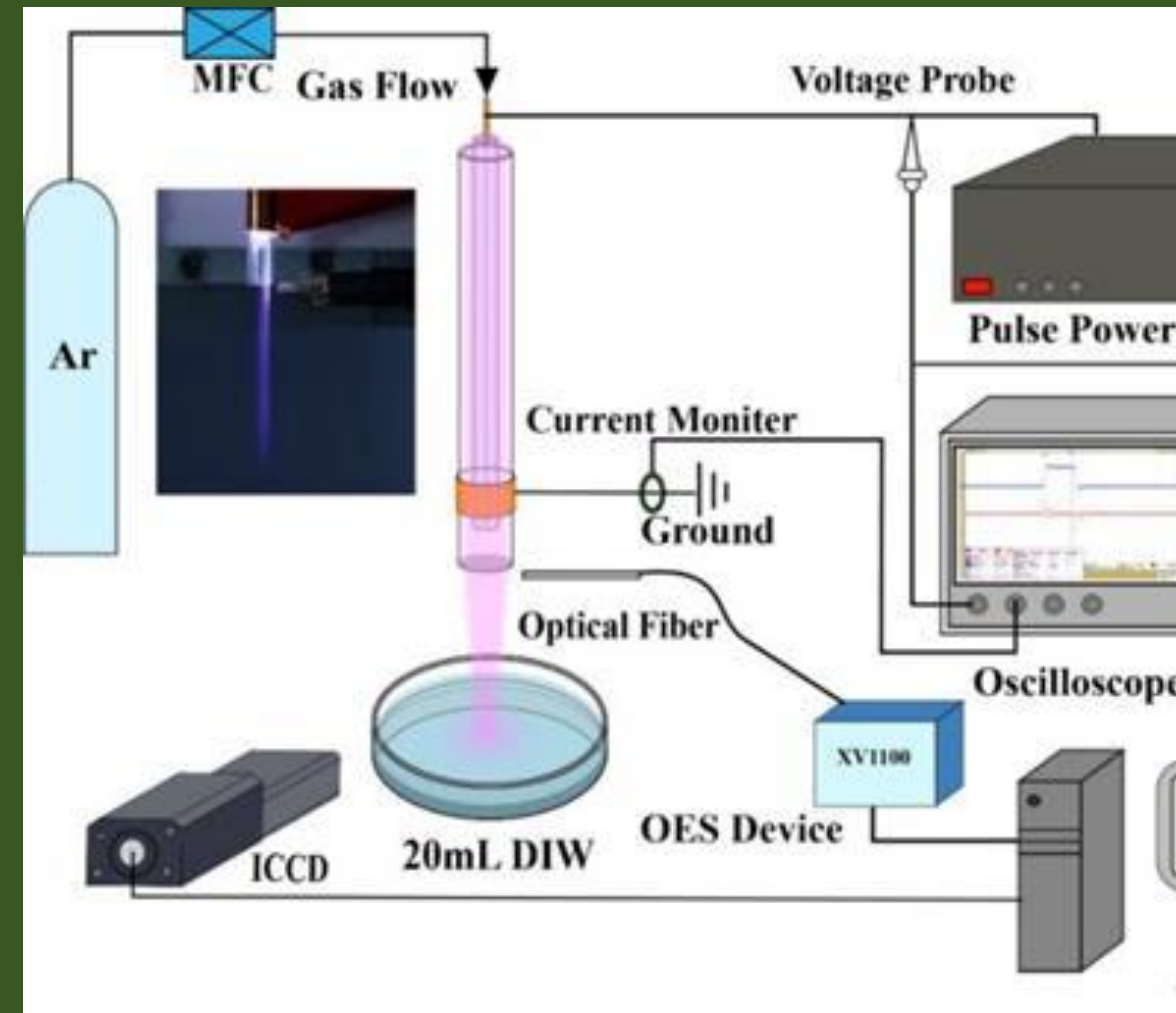 MFC
Gas Flow
Voltage Probe
Ar
Pulse Power
Current Moniter
Ground
Optical Fiber
Oscilloscope
XV1100
OES Device
20mL DIW
ICCD